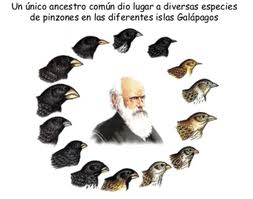 Un único ancestro común dio lugar a diversas especies
de pinzones en las diferentes islas Galápagos